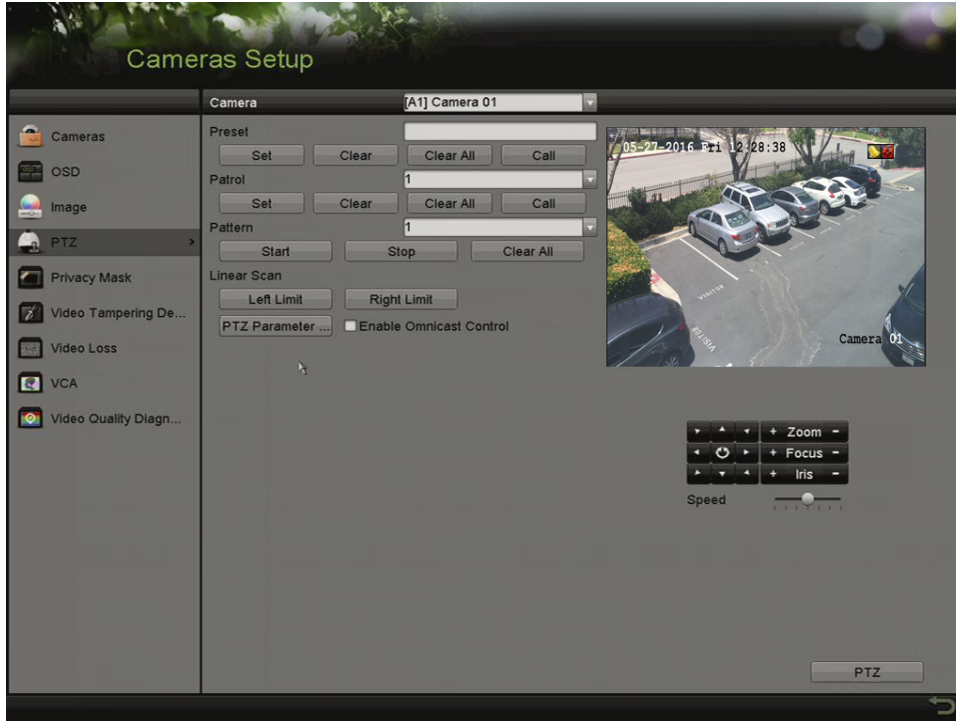 Cameras Setup
Camera [A1] Camera 01
Cameras
OSD
Image
PTZ
Privacy Mask
Video Tampering De...
Video Loss
VCA
Video Quality Diagn...
Preset
Set Clear Clear All Call
Patrol 1
Set Clear Clear All Call
Pattern 1
Start Stop Clear All
Linear Scan
Left Limit Right Limit
PTZ Parameter ... Enable Omnicast Control
05-27-2016 Fri 12:28:38
VISITOR
VISITOR
Camera 01
+ Zoom -
+ Focus -
+ Iris -
Speed
PTZ